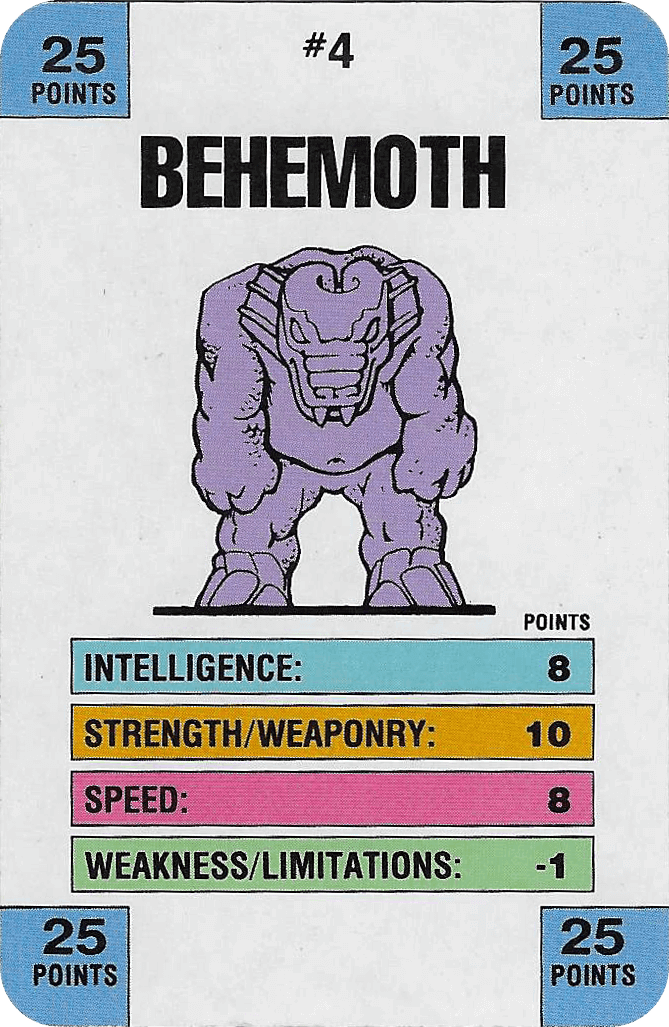 25
POINTS
#4
25
POINTS
BEHEMOTH
POINTS
INTELLIGENCE: 8
STRENGTH/WEAPONRY: 10
SPEED: 8
WEAKNESS/LIMITATIONS: -1
25
POINTS
25
POINTS